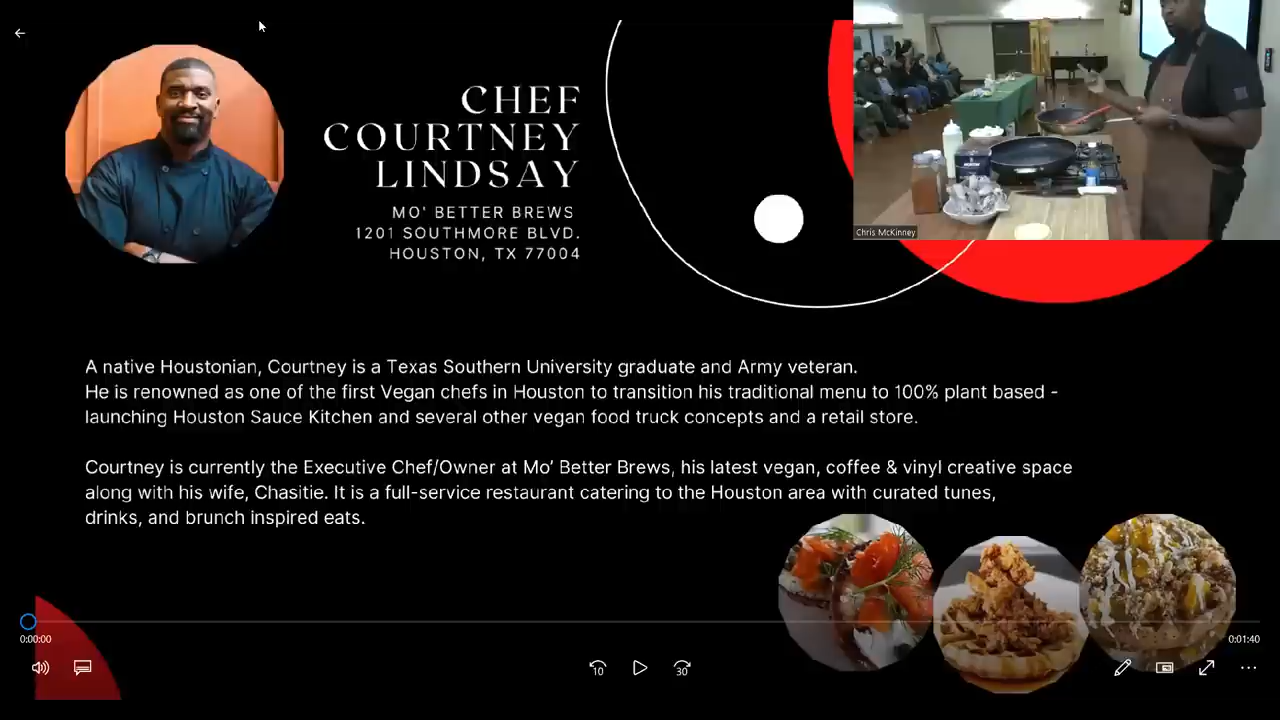 CHEF
COURTNEY
LINDSAY
MO' BETTER BREWS
1201 SOUTHMORE BLVD.
HOUSTON, TX 77004
Chris McKinney
A native Houstonian, Courtney is a Texas Southern University graduate and Army veteran.
He is renowned as one of the first Vegan chefs in Houston to transition his traditional menu to 100% plant based -
launching Houston Sauce Kitchen and several other vegan food truck concepts and a retail store.
Courtney is currently the Executive Chef/Owner at Mo’ Better Brews, his latest vegan, coffee & vinyl creative space
along with his wife, Chasitie. It is a full-service restaurant catering to the Houston area with curated tunes,
drinks, and brunch inspired eats.
0:00:00
0:01:40
10
30